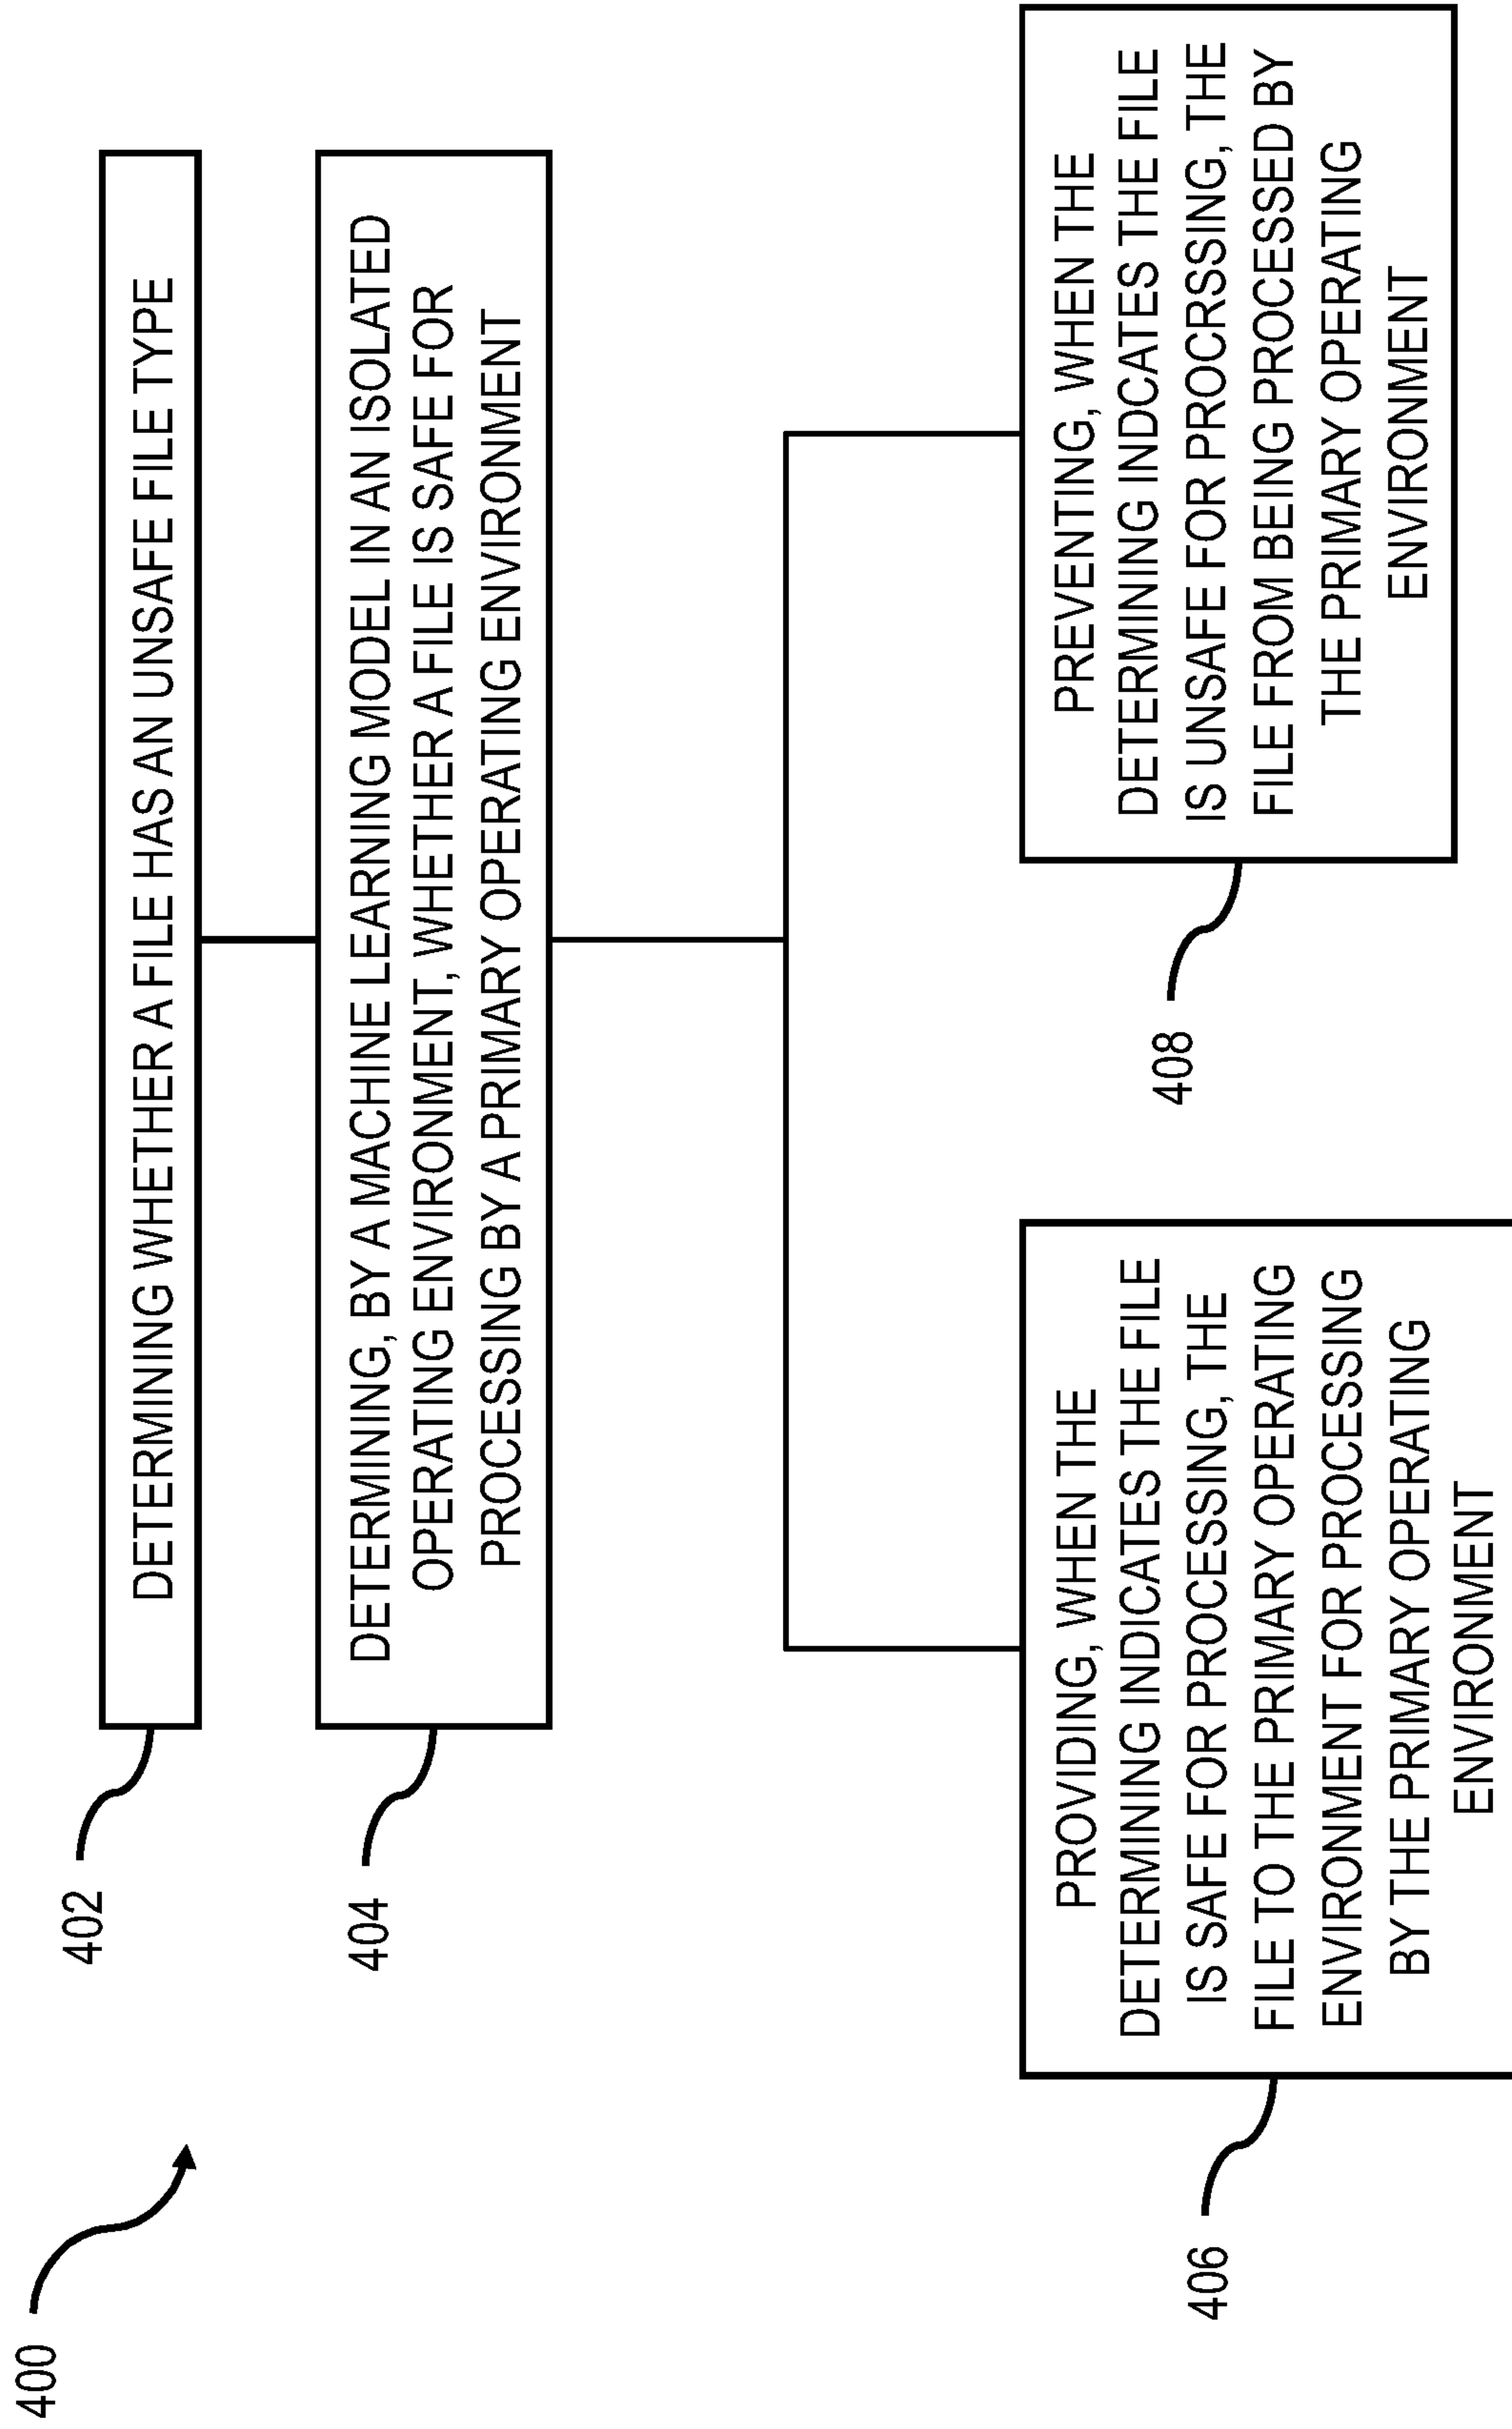 400
402
DETERMINING WHETHER A FILE HAS AN UNSAFE FILE TYPE
404
DETERMINING, BY A MACHINE LEARNING MODEL IN AN ISOLATED
OPERATING ENVIRONMENT, WHETHER A FILE IS SAFE FOR
PROCESSING BY A PRIMARY OPERATING ENVIRONMENT
406
PROVIDING, WHEN THE
DETERMINING INDICATES THE FILE
IS SAFE FOR PROCESSING, THE
FILE TO THE PRIMARY OPERATING
ENVIRONMENT FOR PROCESSING
BY THE PRIMARY OPERATING
ENVIRONMENT
408
PREVENTING, WHEN THE
DETERMINING INDCATES THE FILE
IS UNSAFE FOR PROCRSSING, THE
FILE FROM BEING PROCESSED BY
THE PRIMARY OPERATING
ENVIRONMENT